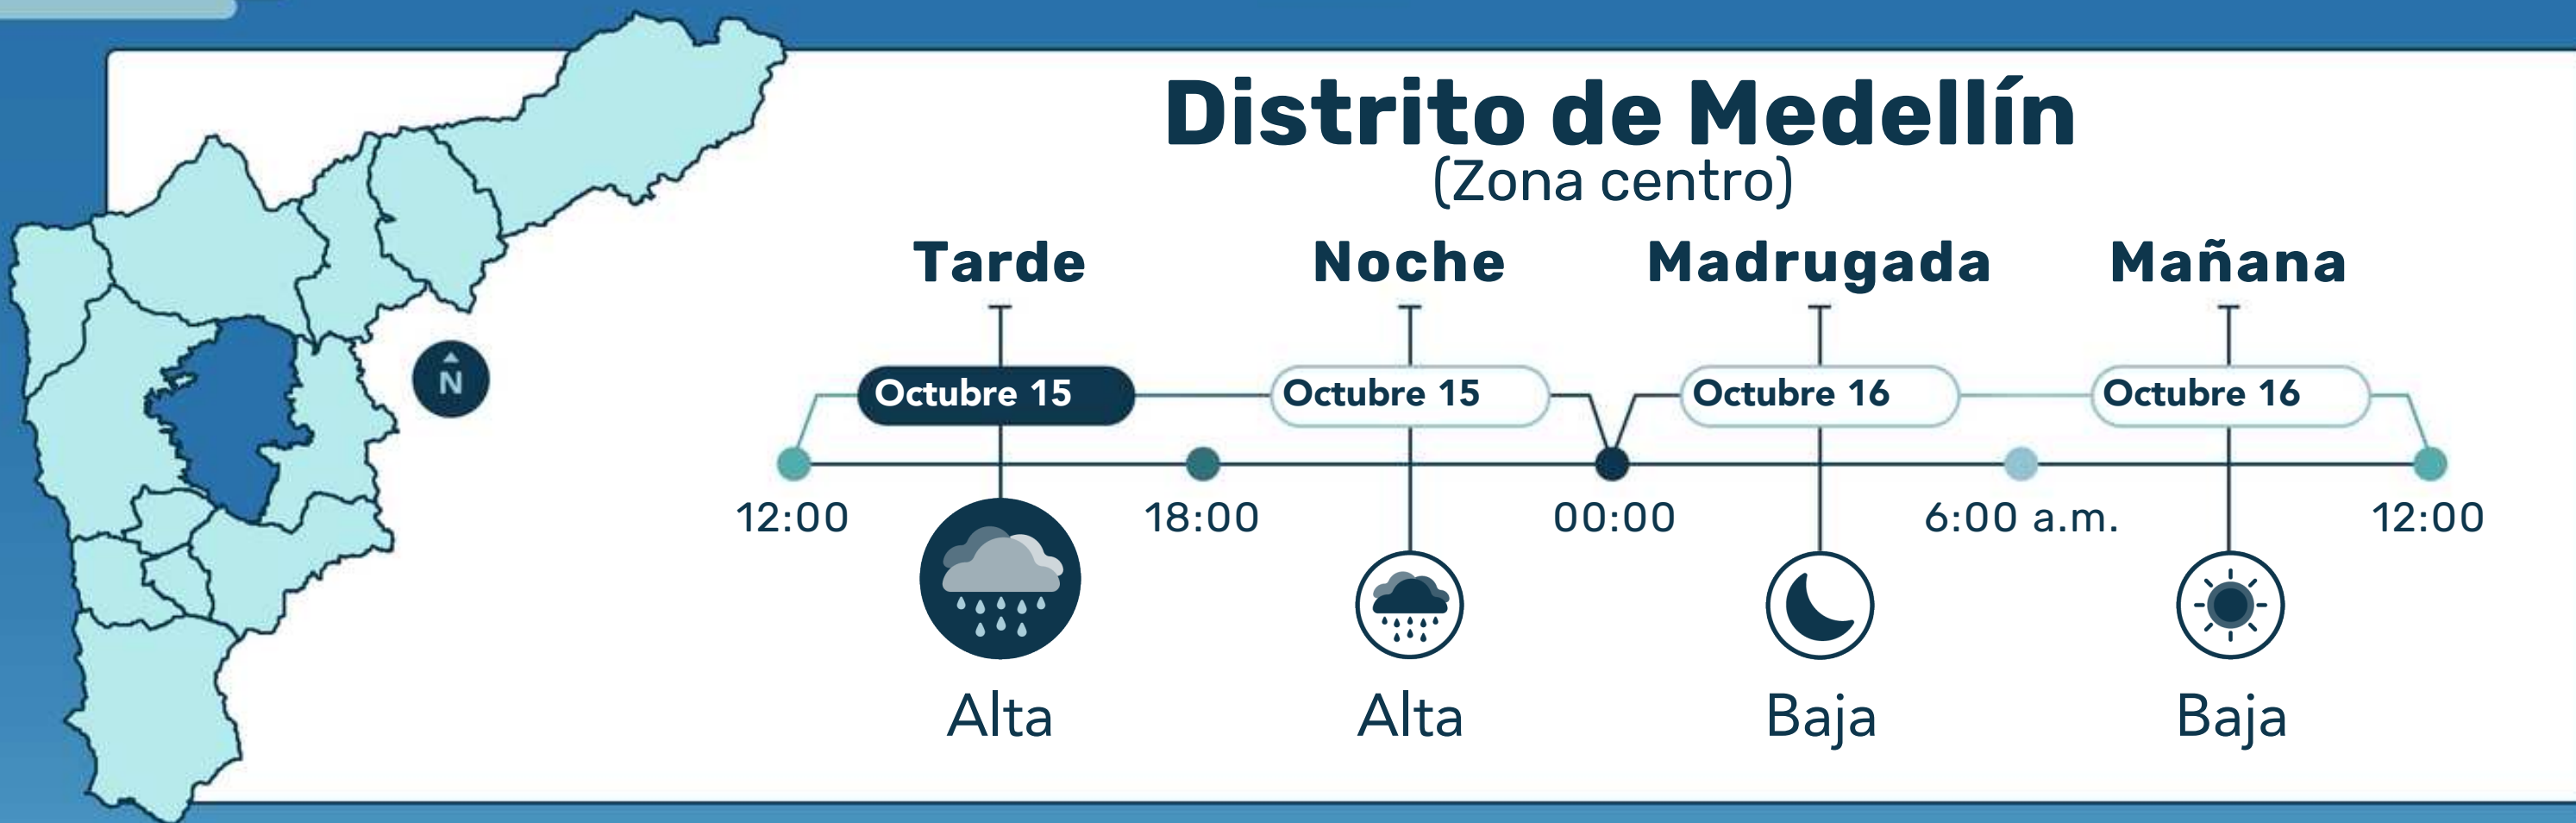 Distrito de Medellín
(Zona centro)
Tarde Noche Madrugada Mañana
Octubre 15 Octubre 15 Octubre 16 Octubre 16
N
12:00 18:00 00:00 6:00 a.m. 12:00
Alta Alta Baja Baja